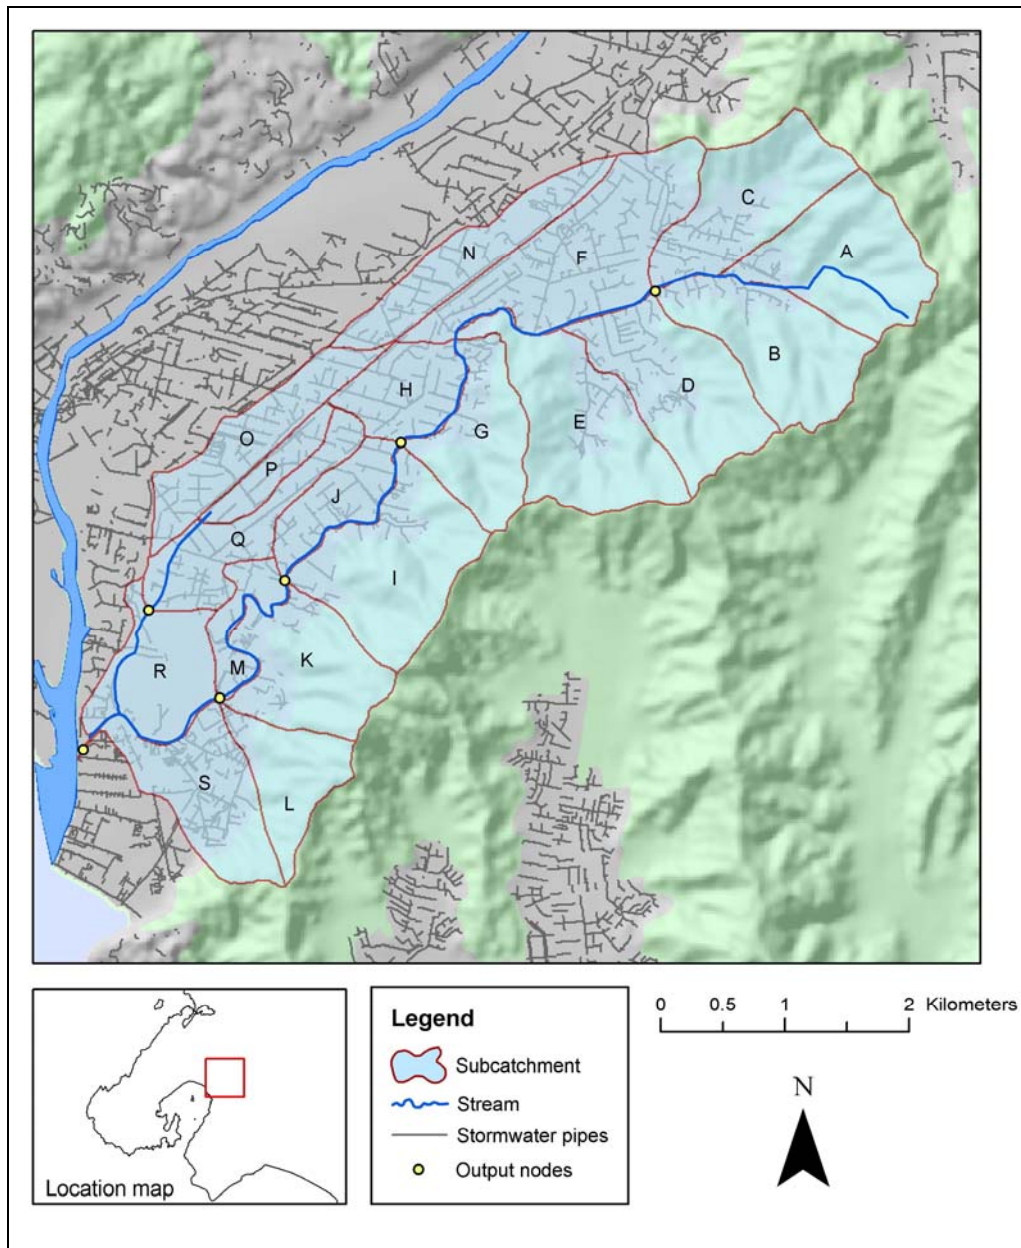 C
A
N
F
B
D
H
E
G
O
P
J
Q
I
K
M
R
S
L
Location map
Legend
Subcatchment
Stream
Stormwater pipes
Output nodes
0 0.5 1 2 Kilometers
N